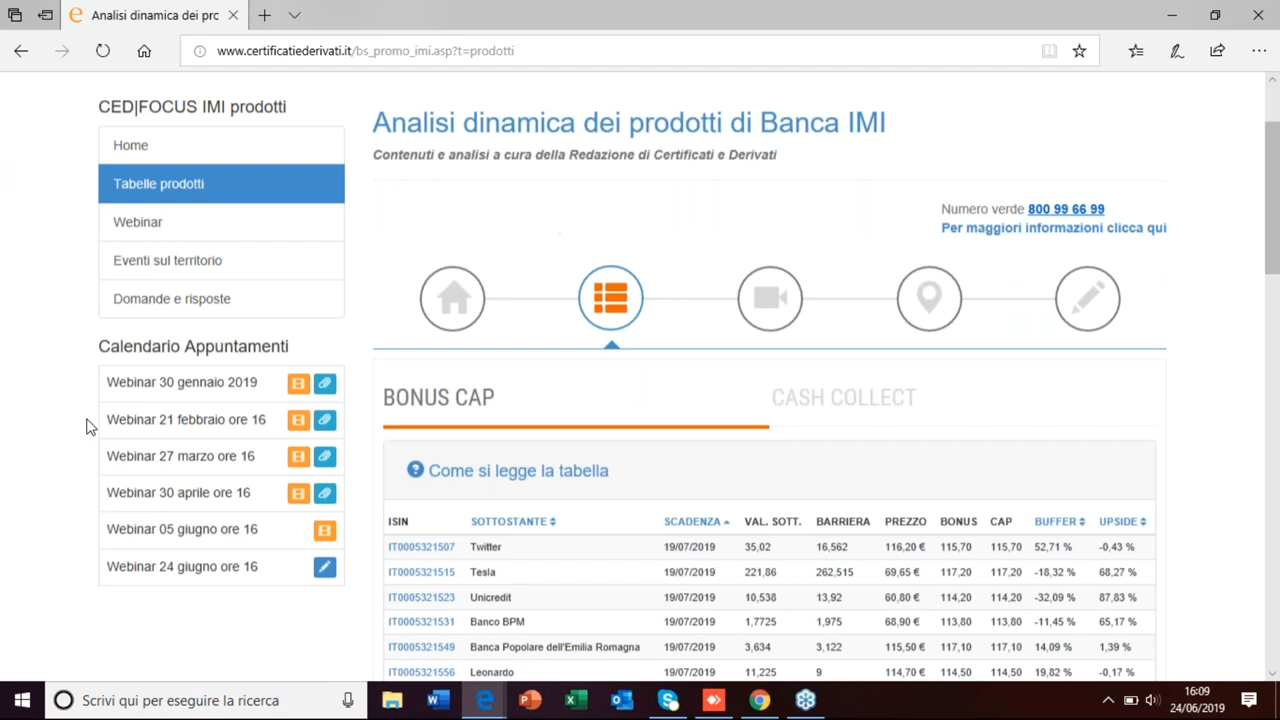 Analisi dinamica dei prc
www.certificatiederivati.it/bs_promo_imi.asp?t=prodotti
CED|FOCUS IMI prodotti
Home
Tabelle prodotti
Webinar
Eventi sul territorio
Domande e risposte
Calendario Appuntamenti
Webinar 30 gennaio 2019
Webinar 21 febbraio ore 16
Webinar 27 marzo ore 16
Webinar 30 aprile ore 16
Webinar 05 giugno ore 16
Webinar 24 giugno ore 16
Analisi dinamica dei prodotti di Banca IMI
Contenuti e analisi a cura della Redazione di Certificati e Derivati
Numero verde 800 99 66 99
Per maggiori informazioni clicca qui
BONUS CAP CASH COLLECT
Come si legge la tabella
ISIN SOTTOSTANTE SCADENZA VAL. SOTT. BARRIERA PREZZO BONUS CAP BUFFER UPSIDE
IT0005321507 Twitter 19/07/2019 35,02 16,562 116,20 € 115,70 115,70 52,71 % -0,43 %
IT0005321515 Tesla 19/07/2019 221,86 262,515 69,65 € 117,20 117,20 -18,32 % 68,27 %
IT0005321523 Unicredit 19/07/2019 10,538 13,92 60,80 € 114,20 114,20 -32,09 % 87,83 %
IT0005321531 Banco BPM 19/07/2019 1,7725 1,975 68,90 € 113,80 113,80 -11,45 % 65,17 %
IT0005321549 Banca Popolare dell'Emilia Romagna 19/07/2019 3,634 3,122 115,50 € 117,10 117,10 14,09 % 1,39 %
IT0005321556 Leonardo 19/07/2019 11,225 9 114,70 € 114,50 114,50 19,82 % -0,17 %
Scrivi qui per eseguire la ricerca
16:09
24/06/2019